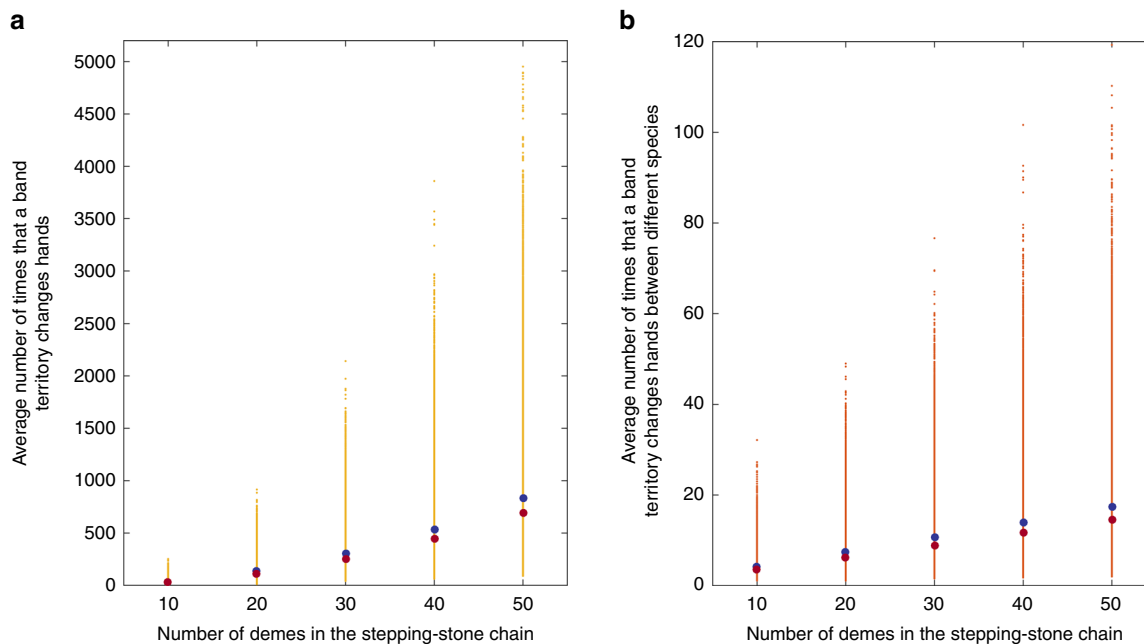 a
5000
4500
4000
3500
3000
2500
2000
1500
1000
500
0
Average number of times that a band
territory changes hands
10 20 30 40 50
Number of demes in the stepping-stone chain
b
120
100
80
60
40
20
0
Average number of times that a band
territory changes hands between different species
10 20 30 40 50
Number of demes in the stepping-stone chain